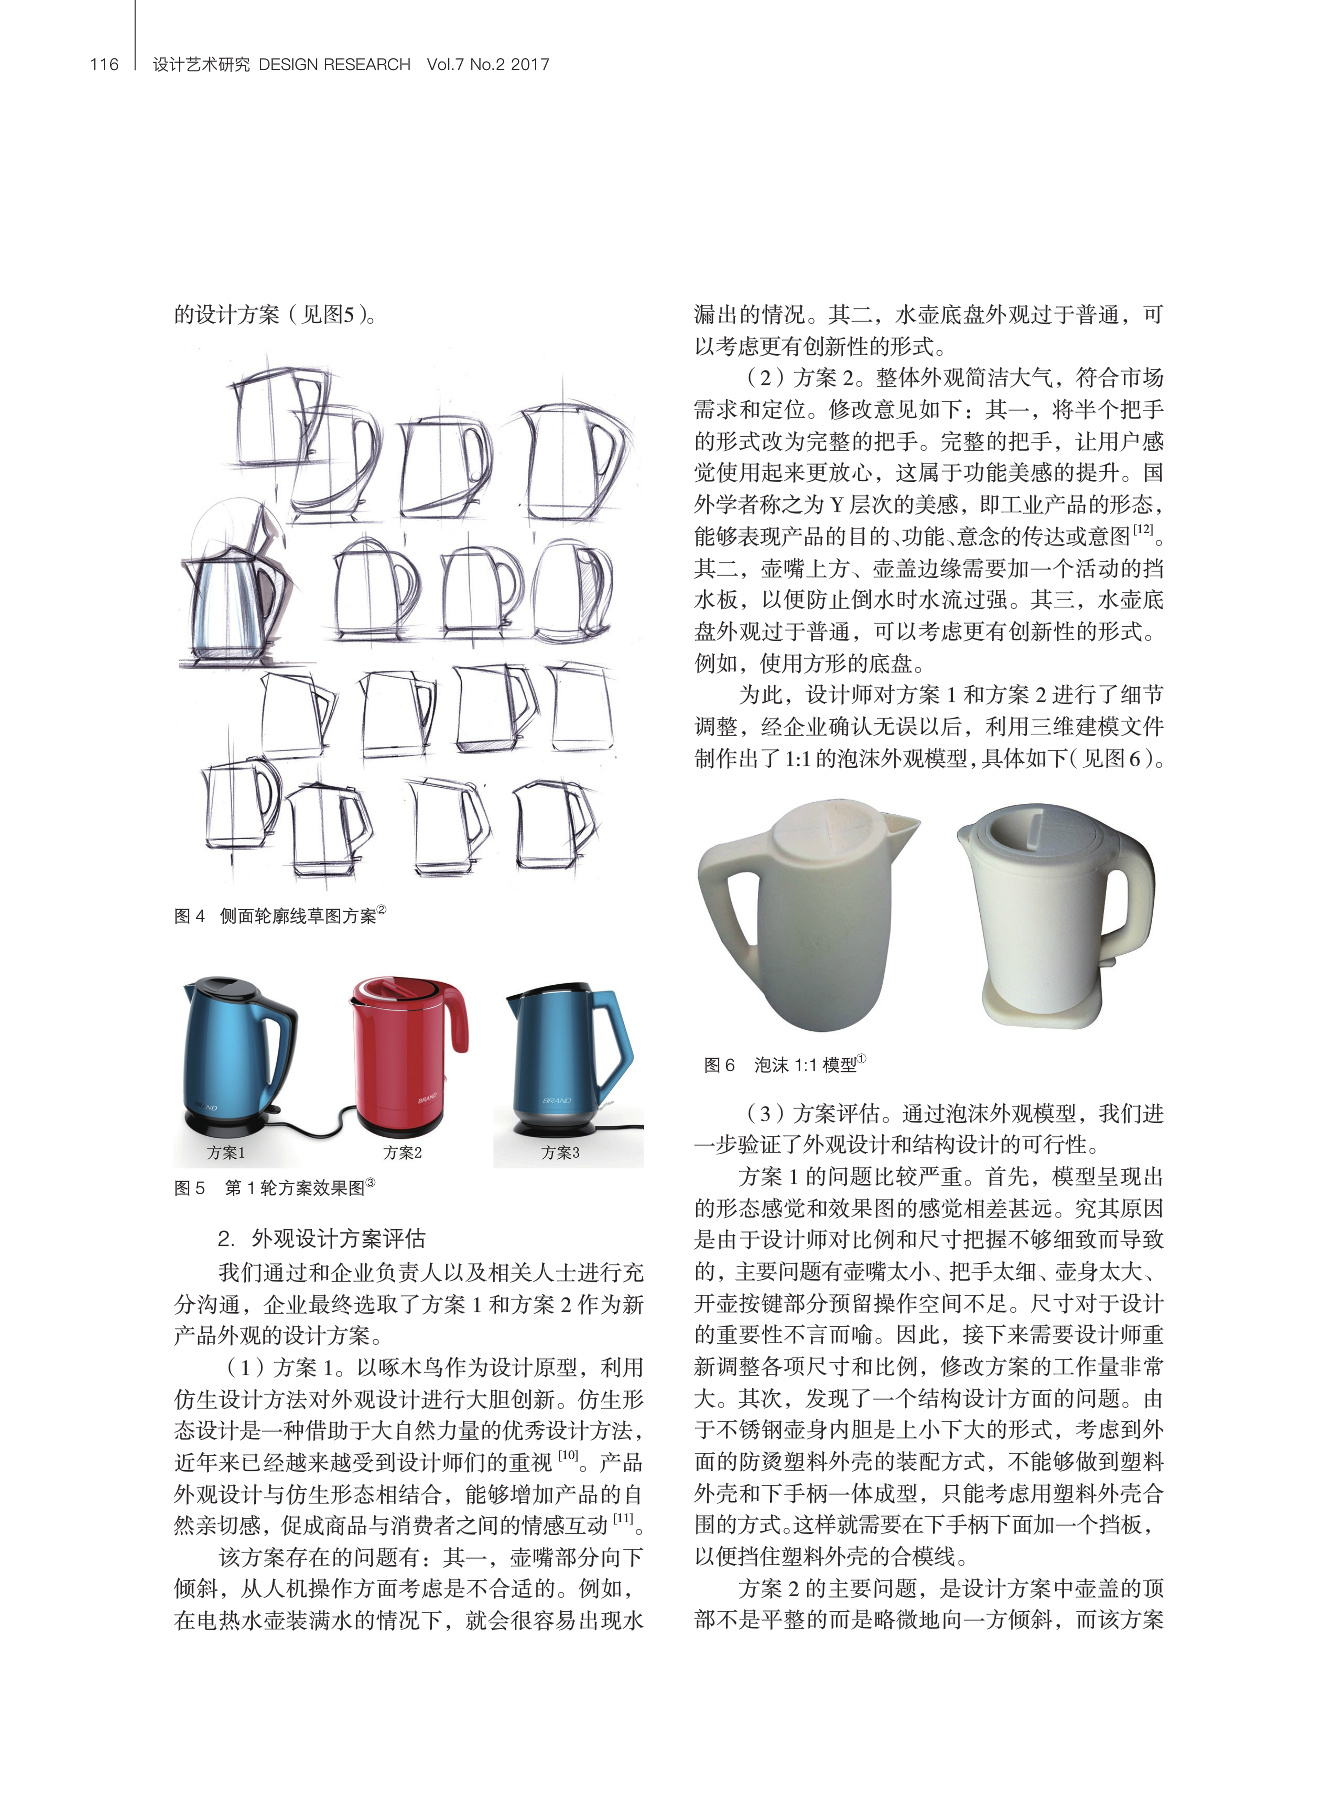 116
设计艺术研究 DESIGN RESEARCH Vol.7 No.2 2017
的设计方案（见图5）。
图 4 侧面轮廓线草图方案②
BRAND
BRAND
BRAND
方案1
方案2
方案3
图 5 第 1 轮方案效果图③
2. 外观设计方案评估
我们通过和企业负责人以及相关人士进行充
分沟通，企业最终选取了方案 1 和方案 2 作为新
产品外观的设计方案。
（1）方案 1。以啄木鸟作为设计原型，利用
仿生设计方法对外观设计进行大胆创新。仿生形
态设计是一种借助于大自然力量的优秀设计方法，
近年来已经越来越受到设计师们的重视 [10]。产品
外观设计与仿生形态相结合，能够增加产品的自
然亲切感，促成商品与消费者之间的情感互动 [11]。
该方案存在的问题有：其一，壶嘴部分向下
倾斜，从人机操作方面考虑是不合适的。例如，
在电热水壶装满水的情况下，就会很容易出现水
漏出的情况。其二，水壶底盘外观过于普通，可
以考虑更有创新性的形式。
（2）方案 2。整体外观简洁大气，符合市场
需求和定位。修改意见如下：其一，将半个把手
的形式改为完整的把手。完整的把手，让用户感
觉使用起来更放心，这属于功能美感的提升。国
外学者称之为 Y 层次的美感，即工业产品的形态，
能够表现产品的目的、功能、意念的传达或意图 [12]。
其二，壶嘴上方、壶盖边缘需要加一个活动的挡
水板，以便防止倒水时水流过强。其三，水壶底
盘外观过于普通，可以考虑更有创新性的形式。
例如，使用方形的底盘。
为此，设计师对方案 1 和方案 2 进行了细节
调整，经企业确认无误以后，利用三维建模文件
制作出了 1:1 的泡沫外观模型，具体如下（见图 6）。
图 6 泡沫 1:1 模型①
（3）方案评估。通过泡沫外观模型，我们进
一步验证了外观设计和结构设计的可行性。
方案 1 的问题比较严重。首先，模型呈现出
的形态感觉和效果图的感觉相差甚远。究其原因
是由于设计师对比例和尺寸把握不够细致而导致
的，主要问题有壶嘴太小、把手太细、壶身太大、
开壶按键部分预留操作空间不足。尺寸对于设计
的重要性不言而喻。因此，接下来需要设计师重
新调整各项尺寸和比例，修改方案的工作量非常
大。其次，发现了一个结构设计方面的问题。由
于不锈钢壶身内胆是上小下大的形式，考虑到外
面的防烫塑料外壳的装配方式，不能够做到塑料
外壳和下手柄一体成型，只能考虑用塑料外壳合
围的方式。这样就需要在下手柄下面加一个挡板，
以便挡住塑料外壳的合模线。
方案 2 的主要问题，是设计方案中壶盖的顶
部不是平整的而是略微地向一方倾斜，而该方案